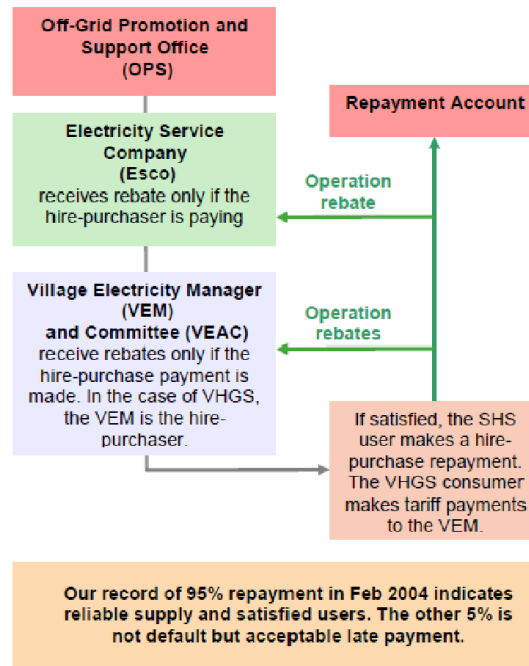 Off-Grid Promotion and
Support Office
(OPS)
Repayment Account
Electricity Service
Company
(Esco)
receives rebate only if the
hire-purchaser is paying
Operation
rebate
Village Electricity Manager
(VEM)
and Committee (VEAC)
receive rebates only if the
hire-purchase payment is
made. In the case of VHGS,
the VEM is the hire-
purchaser.
Operation
rebates
If satisfied, the SHS
user makes a hire-
purchase repayment.
The VHGS consumer
makes tariff payments
to the VEM.
Our record of 95% repayment in Feb 2004 indicates
reliable supply and satisfied users. The other 5% is
not default but acceptable late payment.